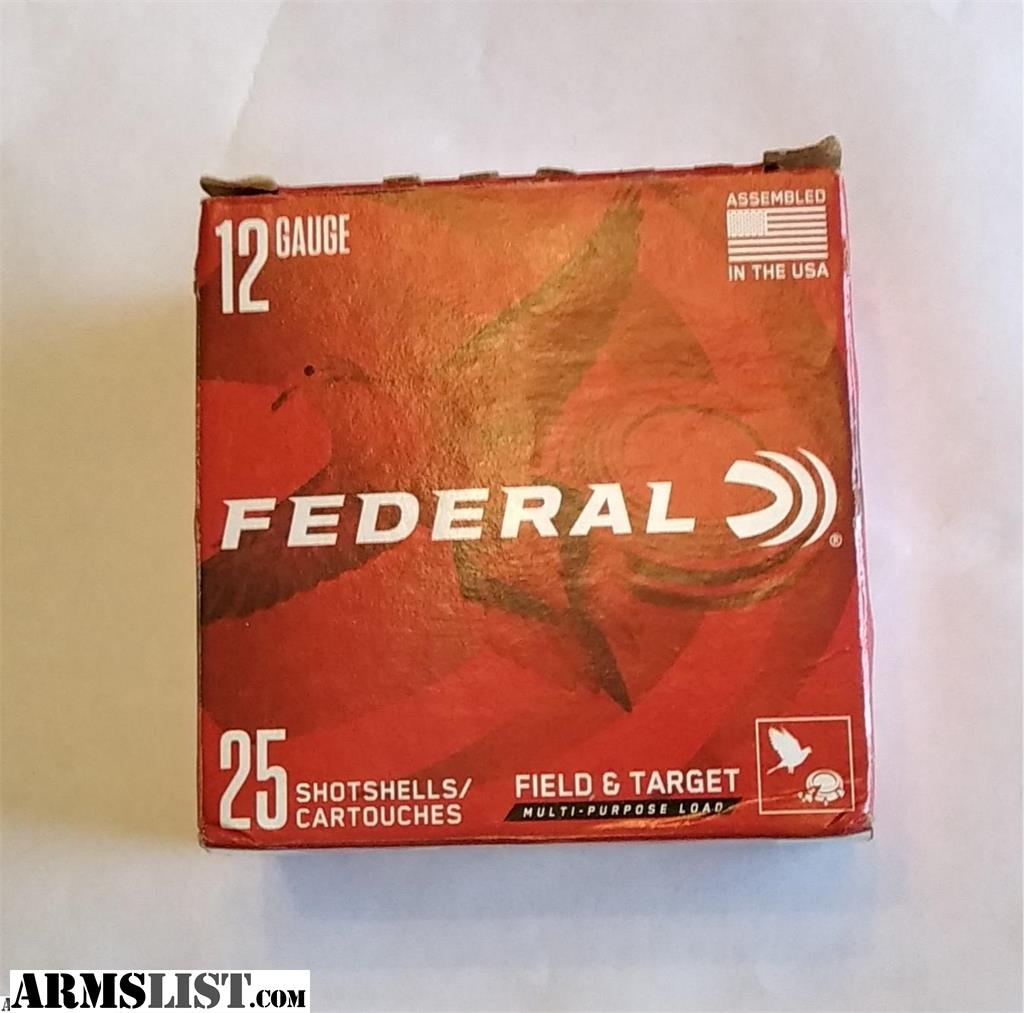 12 GAUGE
ASSEMBLED
IN THE USA
FEDERAL ®
25 SHOTSHELLS/
CARTOUCHES
FIELD & TARGET
MULTI-PURPOSE LOAD
ARMSLIST.COM